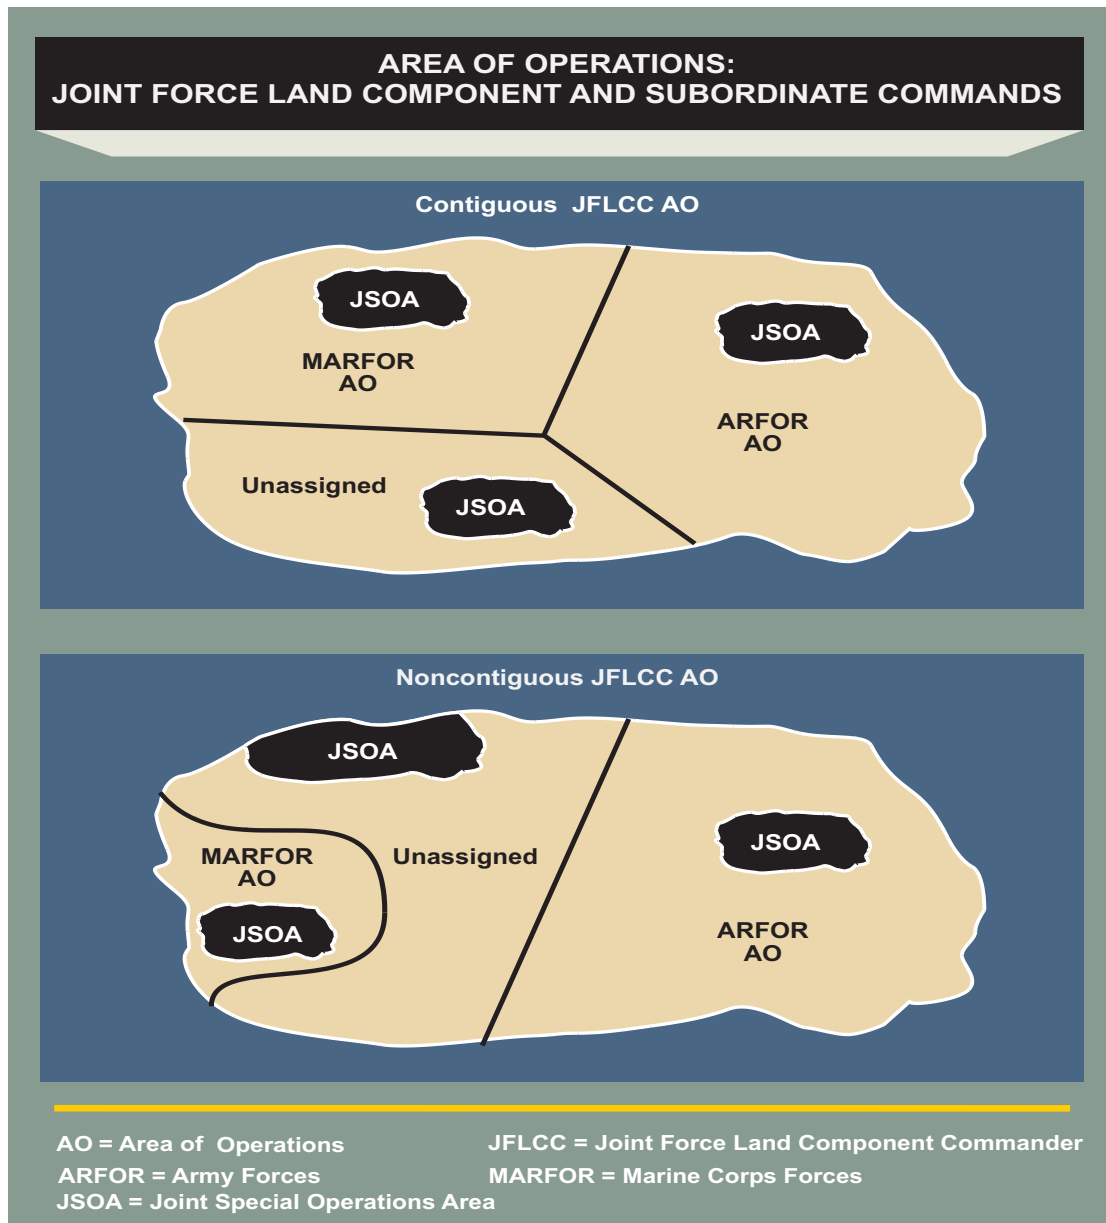 AREA OF OPERATIONS:
JOINT FORCE LAND COMPONENT AND SUBORDINATE COMMANDS
Contiguous JFLCC AO
JSOA
JSOA
MARFOR
AO
ARFOR
AO
Unassigned
JSOA
Noncontiguous JFLCC AO
JSOA
JSOA
MARFOR
AO
Unassigned
JSOA
ARFOR
AO
AO = Area of Operations
JFLCC = Joint Force Land Component Commander
ARFOR = Army Forces
MARFOR = Marine Corps Forces
JSOA = Joint Special Operations Area